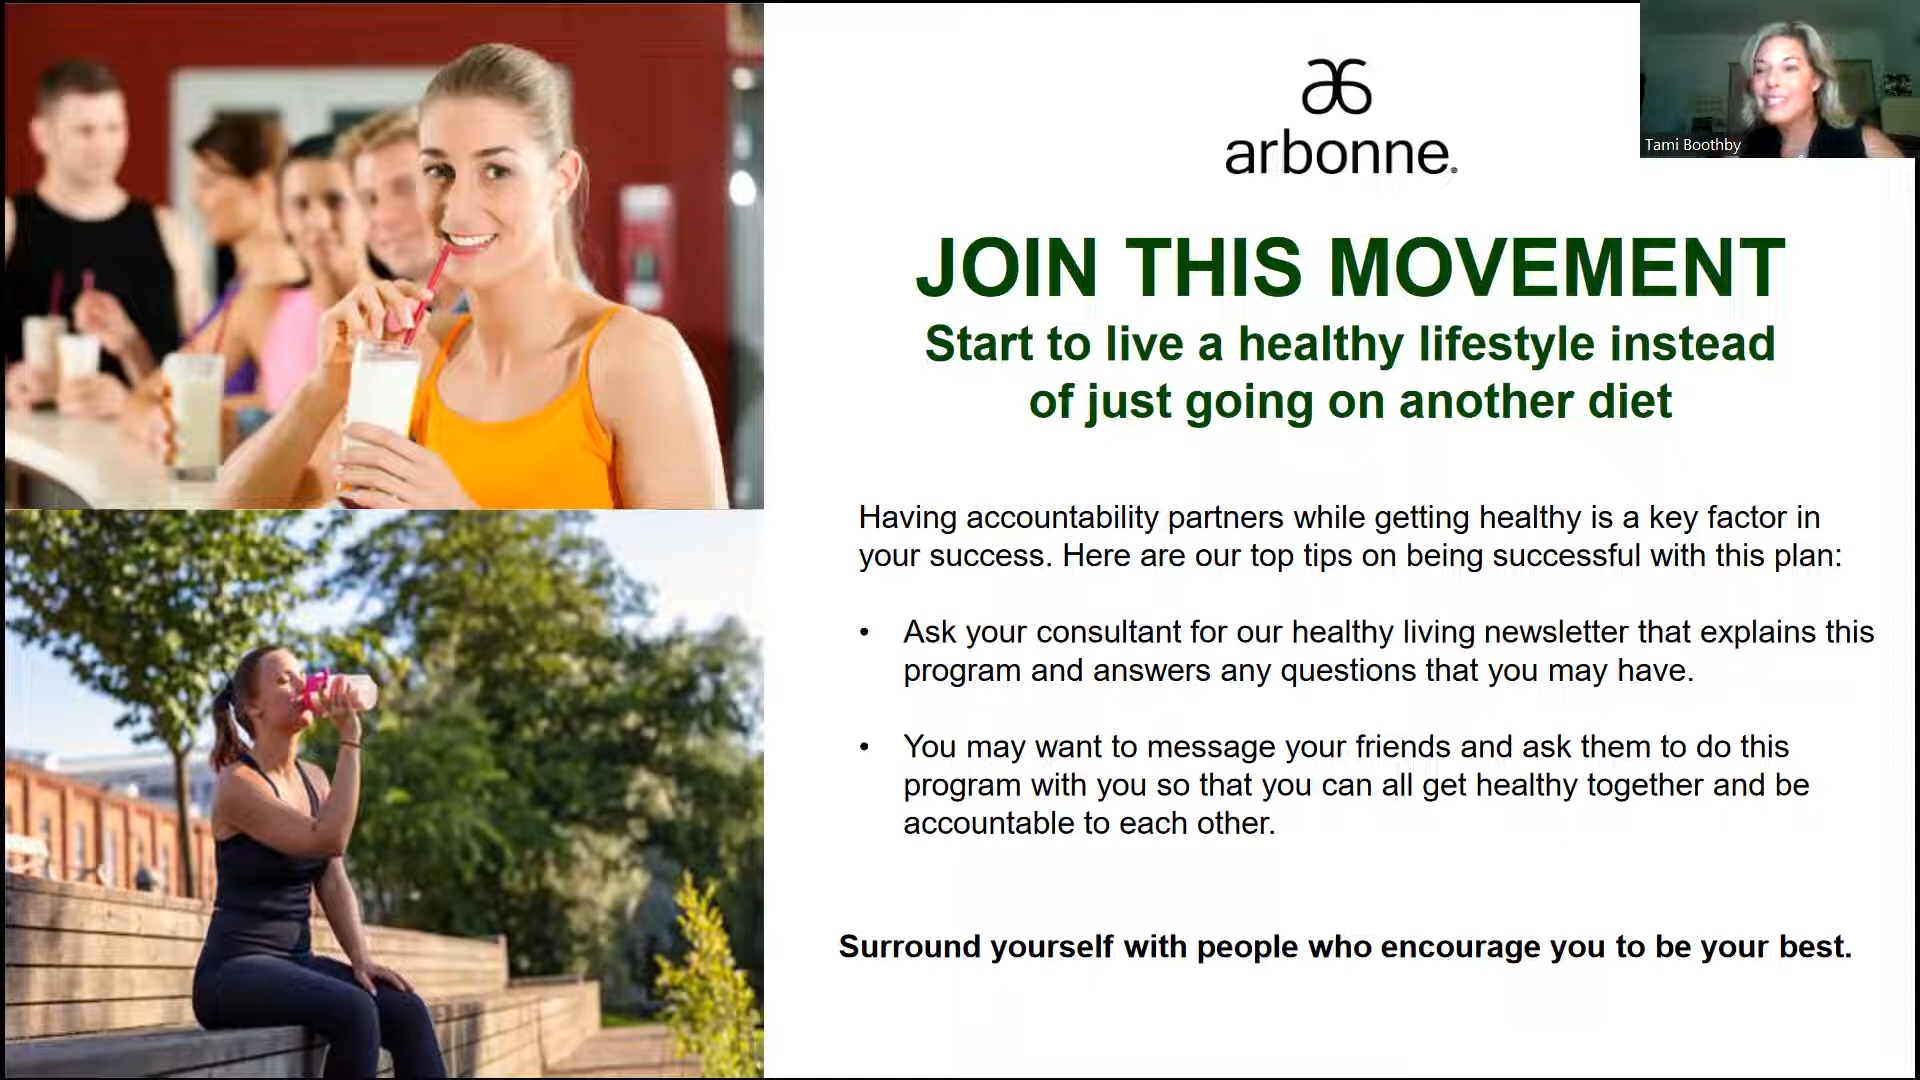 arbonne.
Tami Boothby
JOIN THIS MOVEMENT
Start to live a healthy lifestyle instead
of just going on another diet
Having accountability partners while getting healthy is a key factor in
your success. Here are our top tips on being successful with this plan:
• Ask your consultant for our healthy living newsletter that explains this
program and answers any questions that you may have.
• You may want to message your friends and ask them to do this
program with you so that you can all get healthy together and be
accountable to each other.
Surround yourself with people who encourage you to be your best.